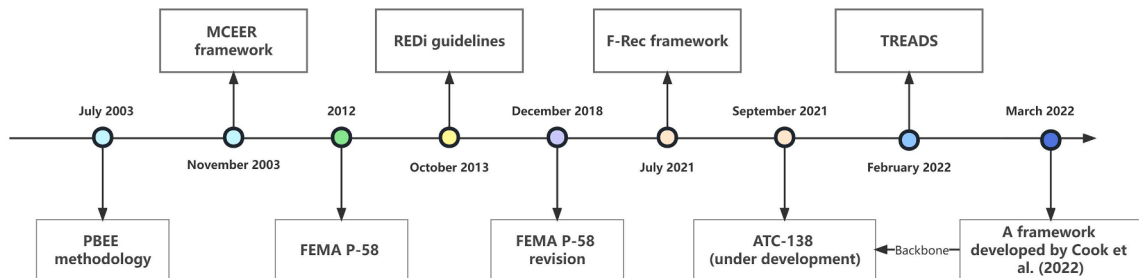 MCEER
framework
REDi guidelines
F-Rec framework
TREADS
July 2003
2012
December 2018
September 2021
March 2022
November 2003
October 2013
July 2021
February 2022
PBEE
methodology
FEMA P-58
FEMA P-58
revision
ATC-138
(under development)
Backbone
A framework
developed by Cook et
al. (2022)